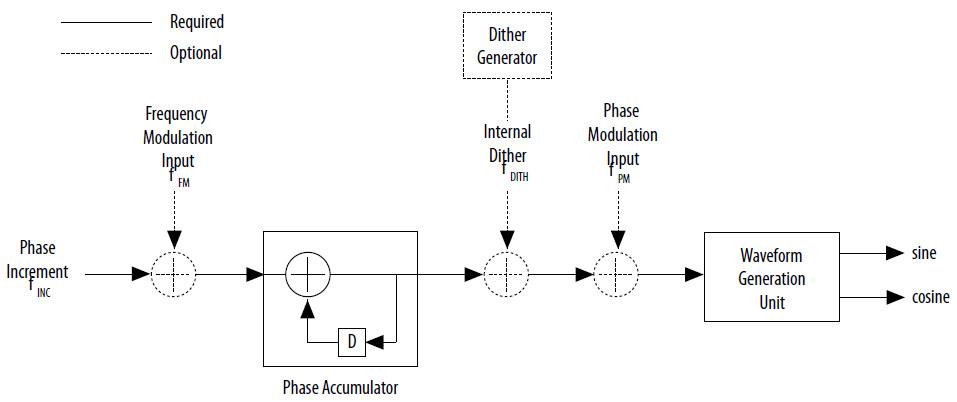 Required
Optional
Dither
Generator
Frequency
Modulation
Input
f FM
Internal
Dither
f DITH
Phase
Modulation
Input
f PM
Phase
Increment
f INC
D
Phase Accumulator
Waveform
Generation
Unit
sine
cosine